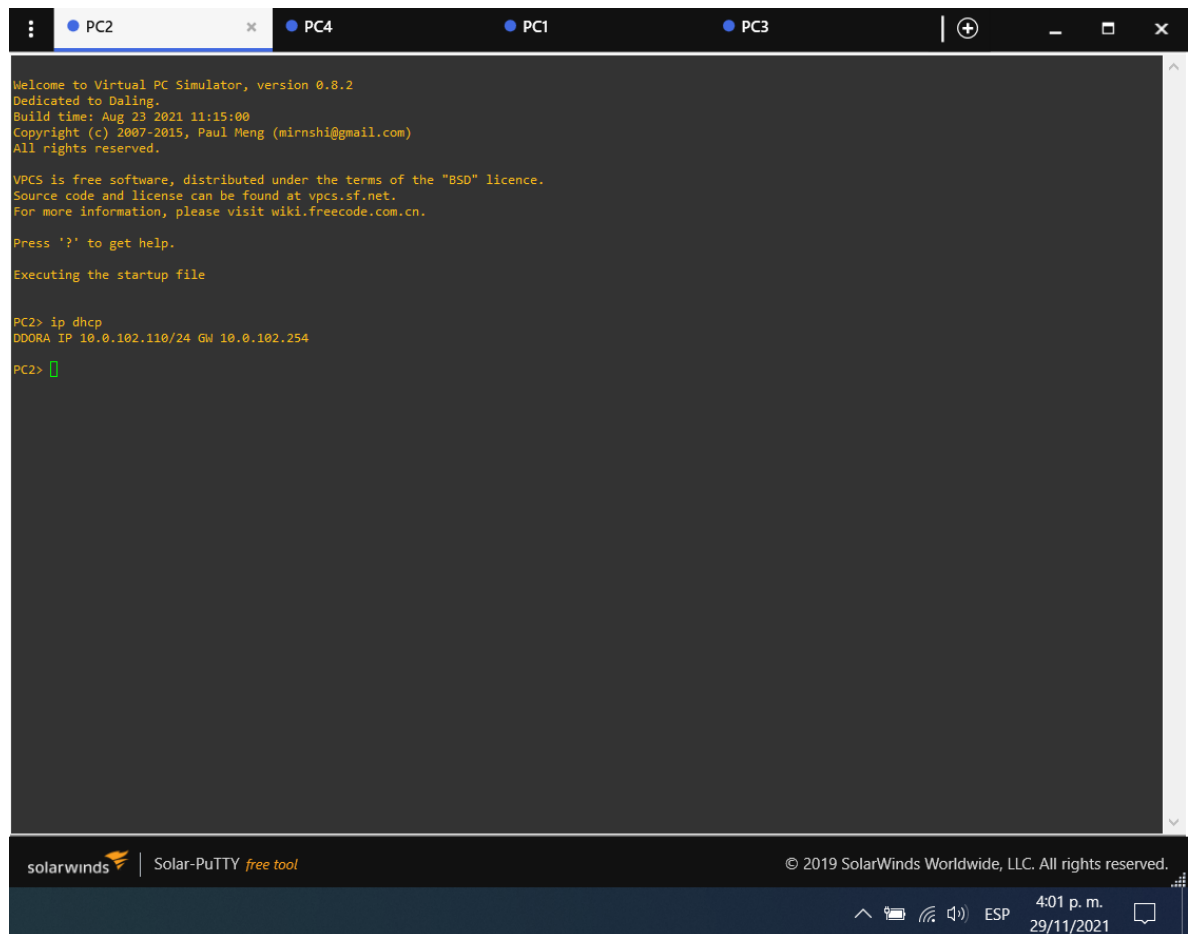 PC2
PC4
PC1
PC3
Welcome to Virtual PC Simulator, version 0.8.2
Dedicated to Daling.
Build time: Aug 23 2021 11:15:00
Copyright (c) 2007-2015, Paul Meng (mirnshi@gmail.com)
All rights reserved.
VPCS is free software, distributed under the terms of the "BSD" licence.
Source code and license can be found at vpcs.sf.net.
For more information, please visit wiki.freecode.com.cn.
Press '?' to get help.
Executing the startup file
PC2> ip dhcp
DDORA IP 10.0.102.110/24 GW 10.0.102.254
PC2>
solarwinds
Solar-PuTTY free tool
© 2019 SolarWinds Worldwide, LLC. All rights reserved.
ESP
4:01 p. m.
29/11/2021